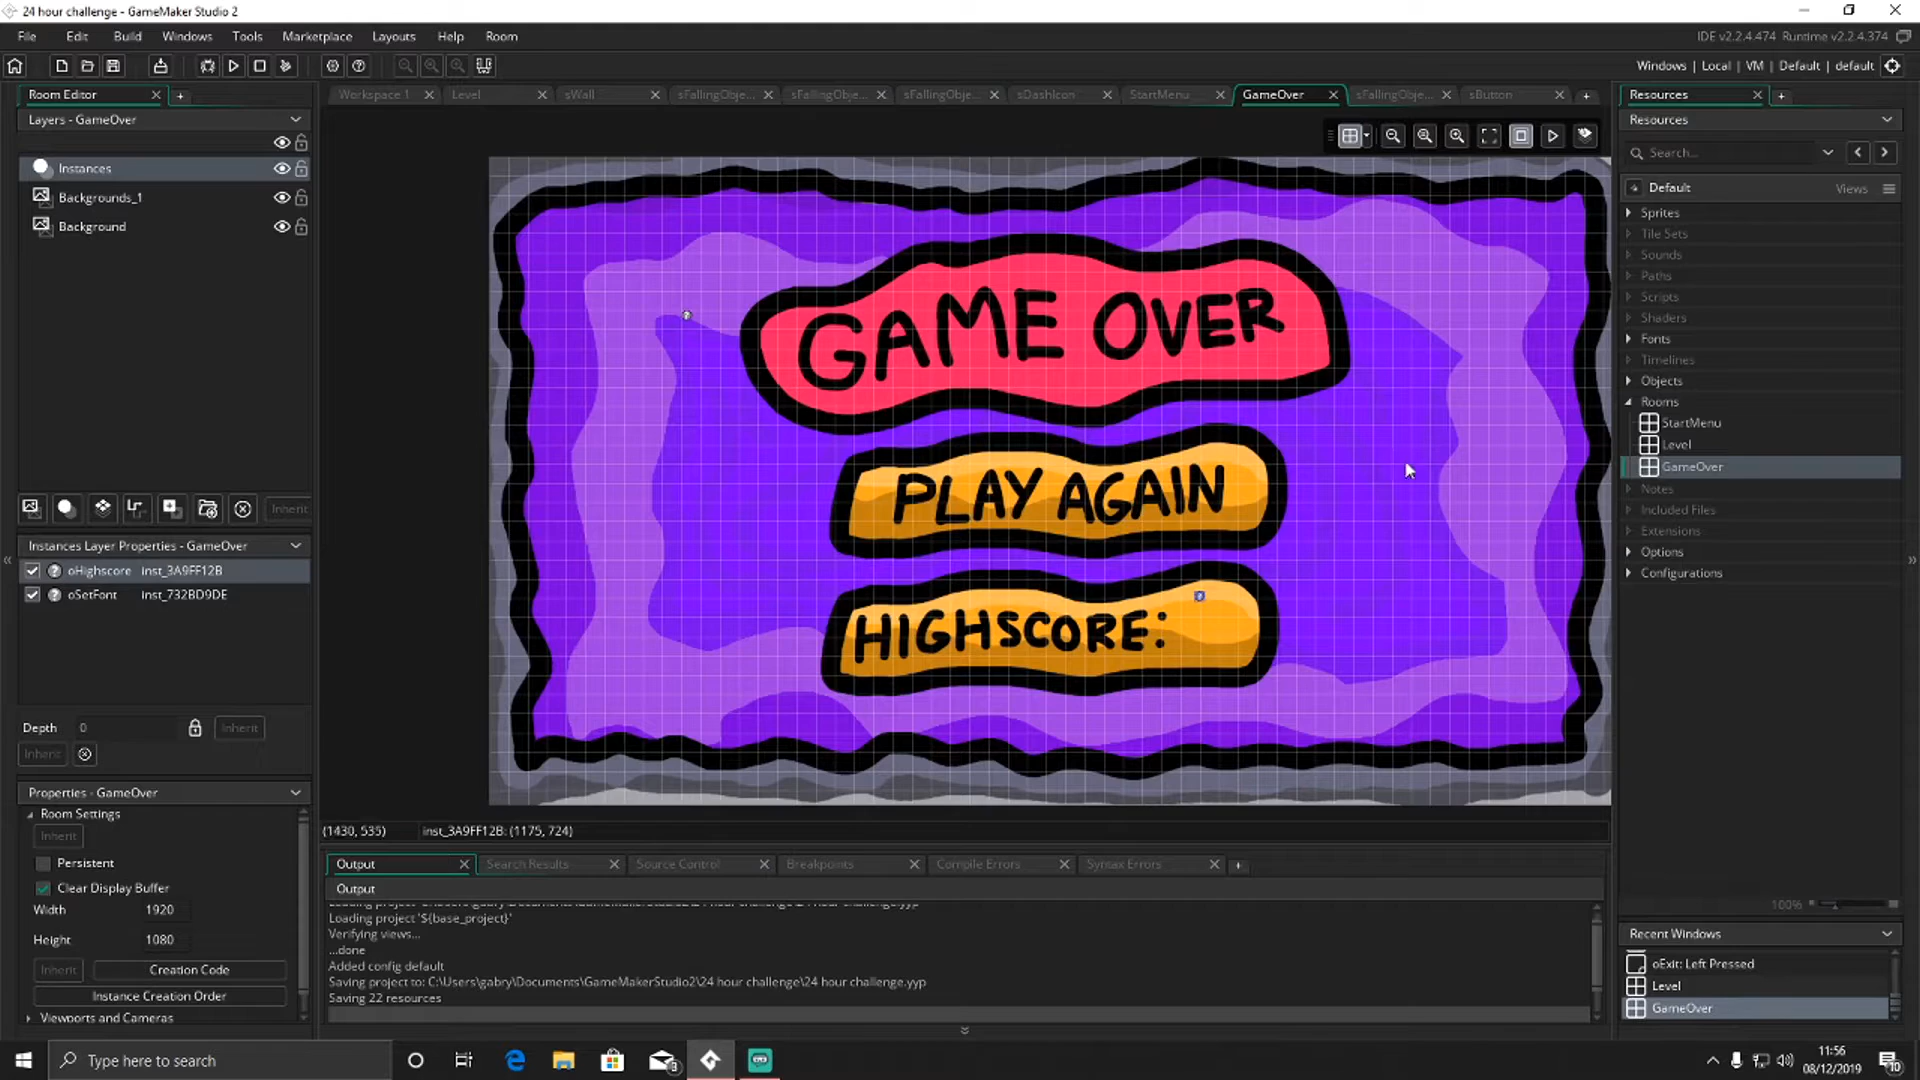 24 hour challenge - GameMaker Studio 2
File Edit Build Windows Tools Marketplace Layouts Help Room
IDE v2.2.4.474 Runtime v2.2.4.374
Windows | Local | VM | Default | default
Room Editor
Workspace 1 Level sWall sFallingObje... sFallingObje... sFallingObje... sDashIcon StartMenu GameOver sFallingObje... sButton
Resources
Layers - GameOver
Resources
Search...
Instances
Backgrounds_1
Background
Default Views
Sprites
Tile Sets
Sounds
Paths
Scripts
Shaders
Fonts
Timelines
Objects
Rooms
StartMenu
Level
GameOver
Notes
Included Files
Extensions
Options
Configurations
GAME OVER
PLAY AGAIN
HIGHSCORE:
Inherit
Instances Layer Properties - GameOver
oHighscore inst_3A9FF12B
oSetFont inst_732BD9DE
Depth 0 Inherit
Inherit
Properties - GameOver
Room Settings
Inherit
Persistent
Clear Display Buffer
Width 1920
Height 1080
Inherit Creation Code
Instance Creation Order
Viewports and Cameras
(1430, 535) inst_3A9FF12B: (1175, 724)
Output Search Results Source Control Breakpoints Compile Errors Syntax Errors
Output
Loading project '${base_project}'
Verifying views...
...done
Added config default
Saving project to: C:\Users\gabry\Documents\GameMakerStudio2\24 hour challenge\24 hour challenge.yyp
Saving 22 resources
100%
Recent Windows
oExit: Left Pressed
Level
GameOver
Type here to search
3
11:56
08/12/2019
10